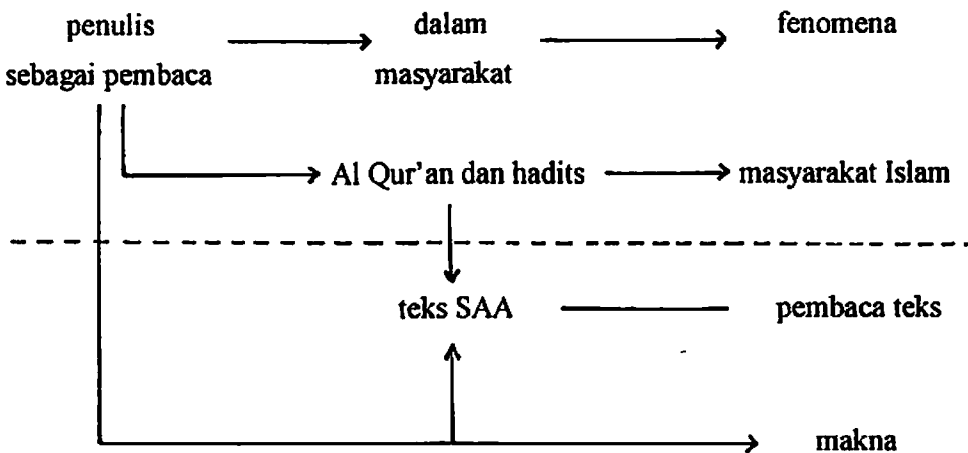 penulis
sebagai pembaca
dalam
masyarakat
fenomena
Al Qur'an dan hadits
masyarakat Islam
teks SAA
pembaca teks
makna